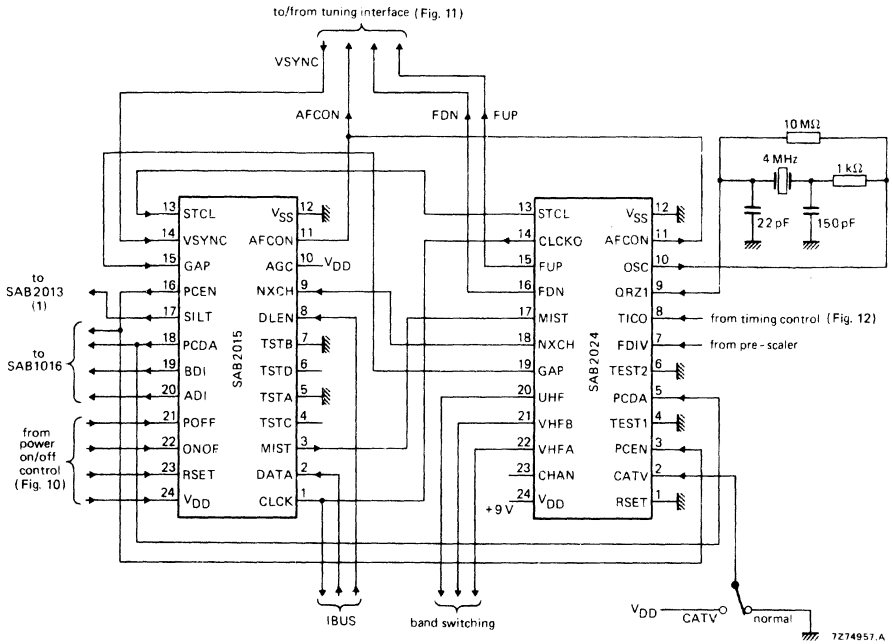 to/from tuning interface (Fig. 11)
VSYNC
AFCON
FDN
FUP
10 MΩ
4 MHz
1 kΩ
22 pF
150 pF
13 STCL
14 VSYNC
15 GAP
16 PCEN
17 SILT
18 PCDA
19 BDI
20 ADI
21 POFF
22 ONOF
23 RSET
24 VDD
SAB2015
VSS 12
AFCON 11
AGC 10 VDD
NXCH 9
DLEN 8
TSTB 7
TSTD 6
TSTA 5
TSTC 4
MIST 3
DATA 2
CLCK 1
to
SAB2013
(1)
to
SAB1016
from
power
on/off
control
(Fig. 10)
13 STCL
14 CLCKO
15 FUP
16 FDN
17 MIST
18 NXCH
19 GAP
20 UHF
21 VHFB
22 VHFA
23 CHAN
24 VDD
+9 V
SAB2024
VSS 12
AFCON 11
OSC 10
QRZ1 9
TICO 8
FDIV 7
TEST2 6
PCDA 5
TEST1 4
PCEN 3
CATV 2
RSET 1
from timing control (Fig. 12)
from pre-scaler
IBUS
band switching
VDD
CATV
normal
7Z74957.A